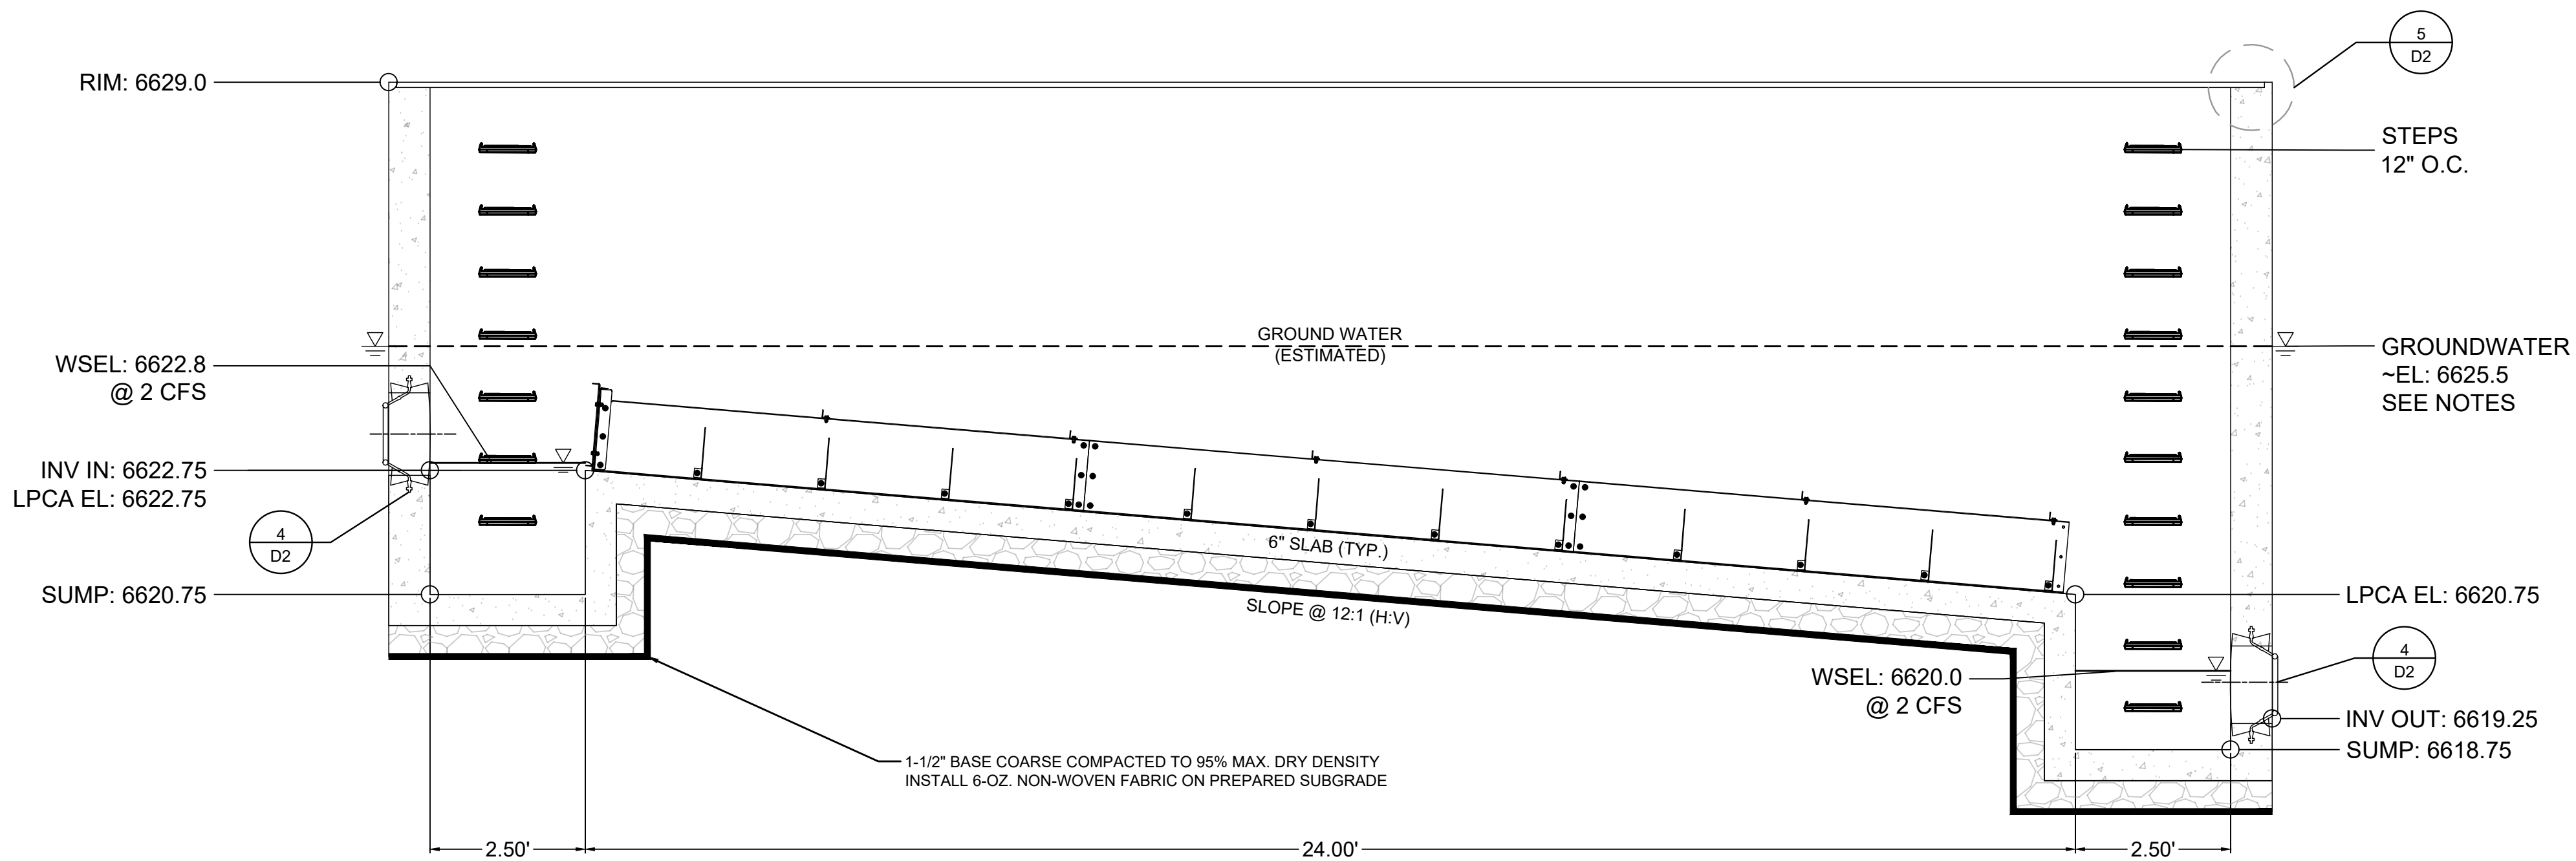 5
D2
RIM: 6629.0
STEPS
12" O.C.
GROUND WATER
(ESTIMATED)
GROUNDWATER
~EL: 6625.5
SEE NOTES
WSEL: 6622.8
@ 2 CFS
INV IN: 6622.75
LPCA EL: 6622.75
4
D2
6" SLAB (TYP.)
SLOPE @ 12:1 (H:V)
SUMP: 6620.75
LPCA EL: 6620.75
4
D2
WSEL: 6620.0
@ 2 CFS
INV OUT: 6619.25
SUMP: 6618.75
1-1/2" BASE COARSE COMPACTED TO 95% MAX. DRY DENSITY
INSTALL 6-OZ. NON-WOVEN FABRIC ON PREPARED SUBGRADE
2.50'
24.00'
2.50'